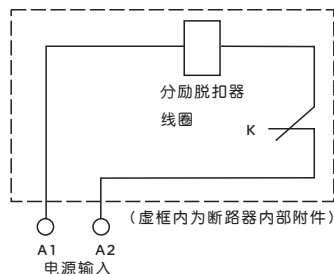 分励脱扣器
线圈
K
(虚框内为断路器内部附件)
A1 A2
电源输入